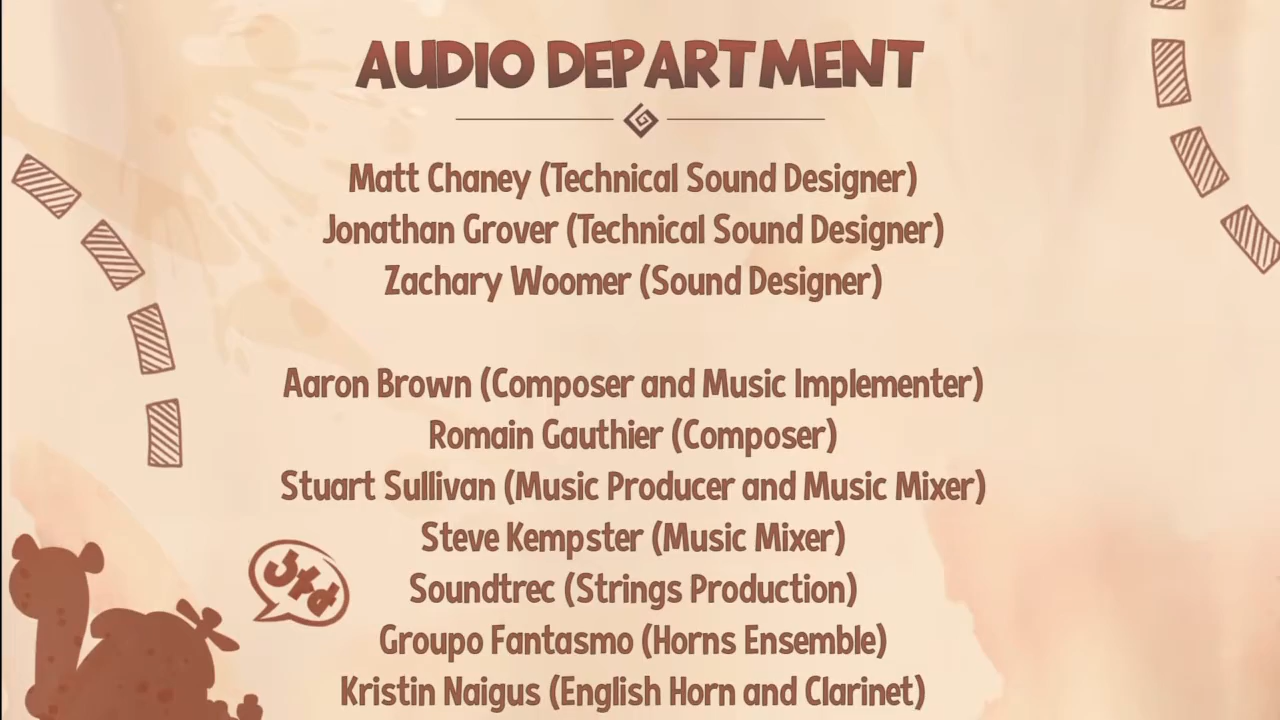 AUDIO DEPARTMENT
Matt Chaney (Technical Sound Designer)
Jonathan Grover (Technical Sound Designer)
Zachary Woomer (Sound Designer)
Aaron Brown (Composer and Music Implementer)
Romain Gauthier (Composer)
Stuart Sullivan (Music Producer and Music Mixer)
Steve Kempster (Music Mixer)
Soundtrec (Strings Production)
Groupo Fantasmo (Horns Ensemble)
Kristin Naigus (English Horn and Clarinet)